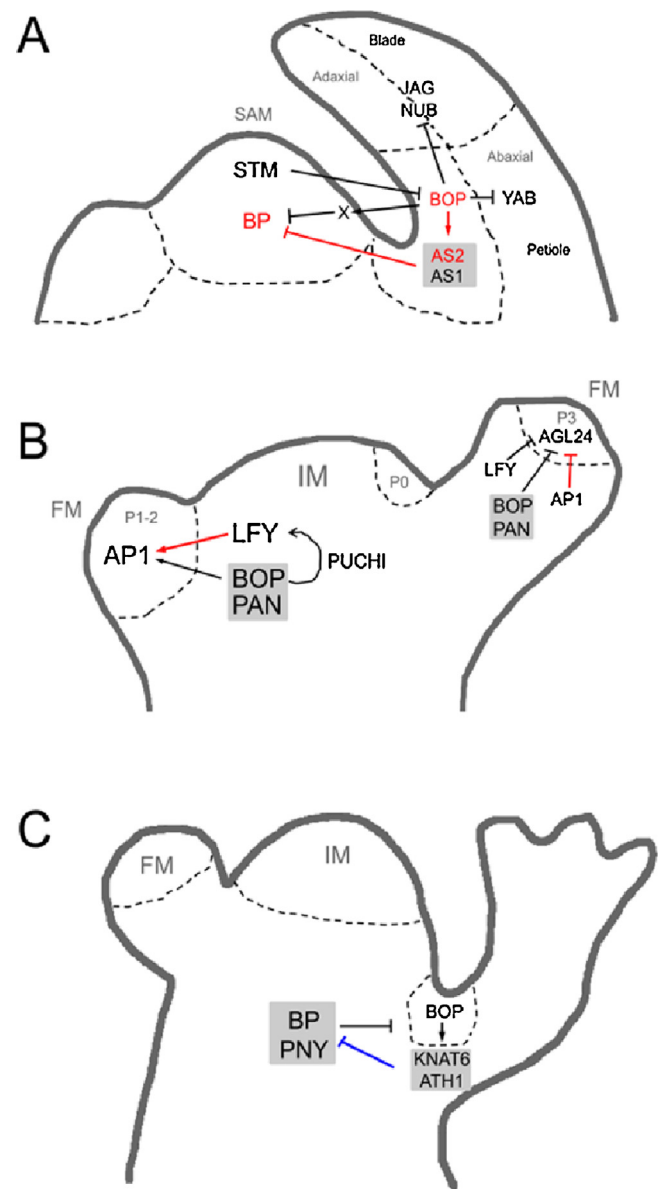 A
Blade
Adaxial
JAG
NUB
SAM
Abaxial
STM
BOP
YAB
X
BP
Petiole
AS2
AS1
B
FM
P3
AGL24
IM
P0
LFY
FM
P1-2
BOP
PAN
AP1
LFY
AP1
PUCHI
BOP
PAN
C
FM
IM
BOP
BP
PNY
KNAT6
ATH1